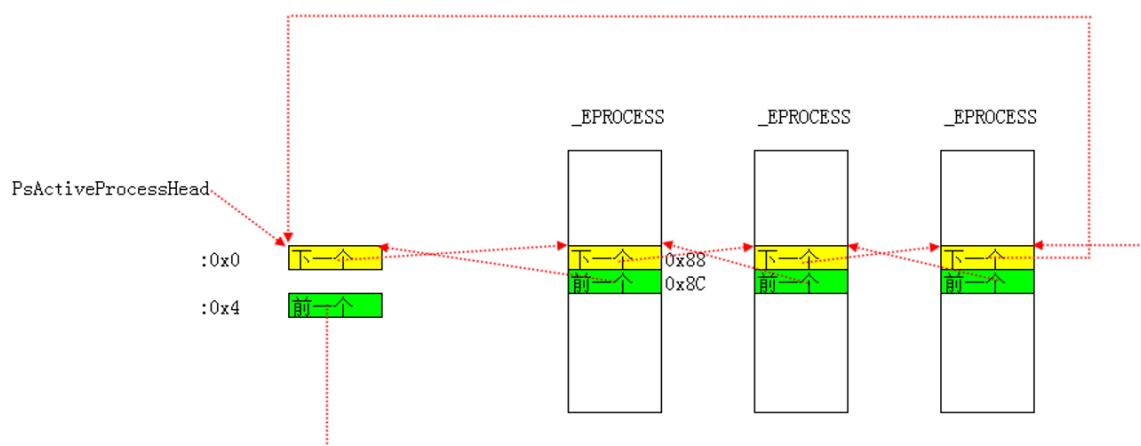 _EPROCESS _EPROCESS _EPROCESS
PsActiveProcessHead
:0x0 下一个 下一个 0x88 下一个 下一个
前一个 0x8C 前一个 前一个
:0x4 前一个